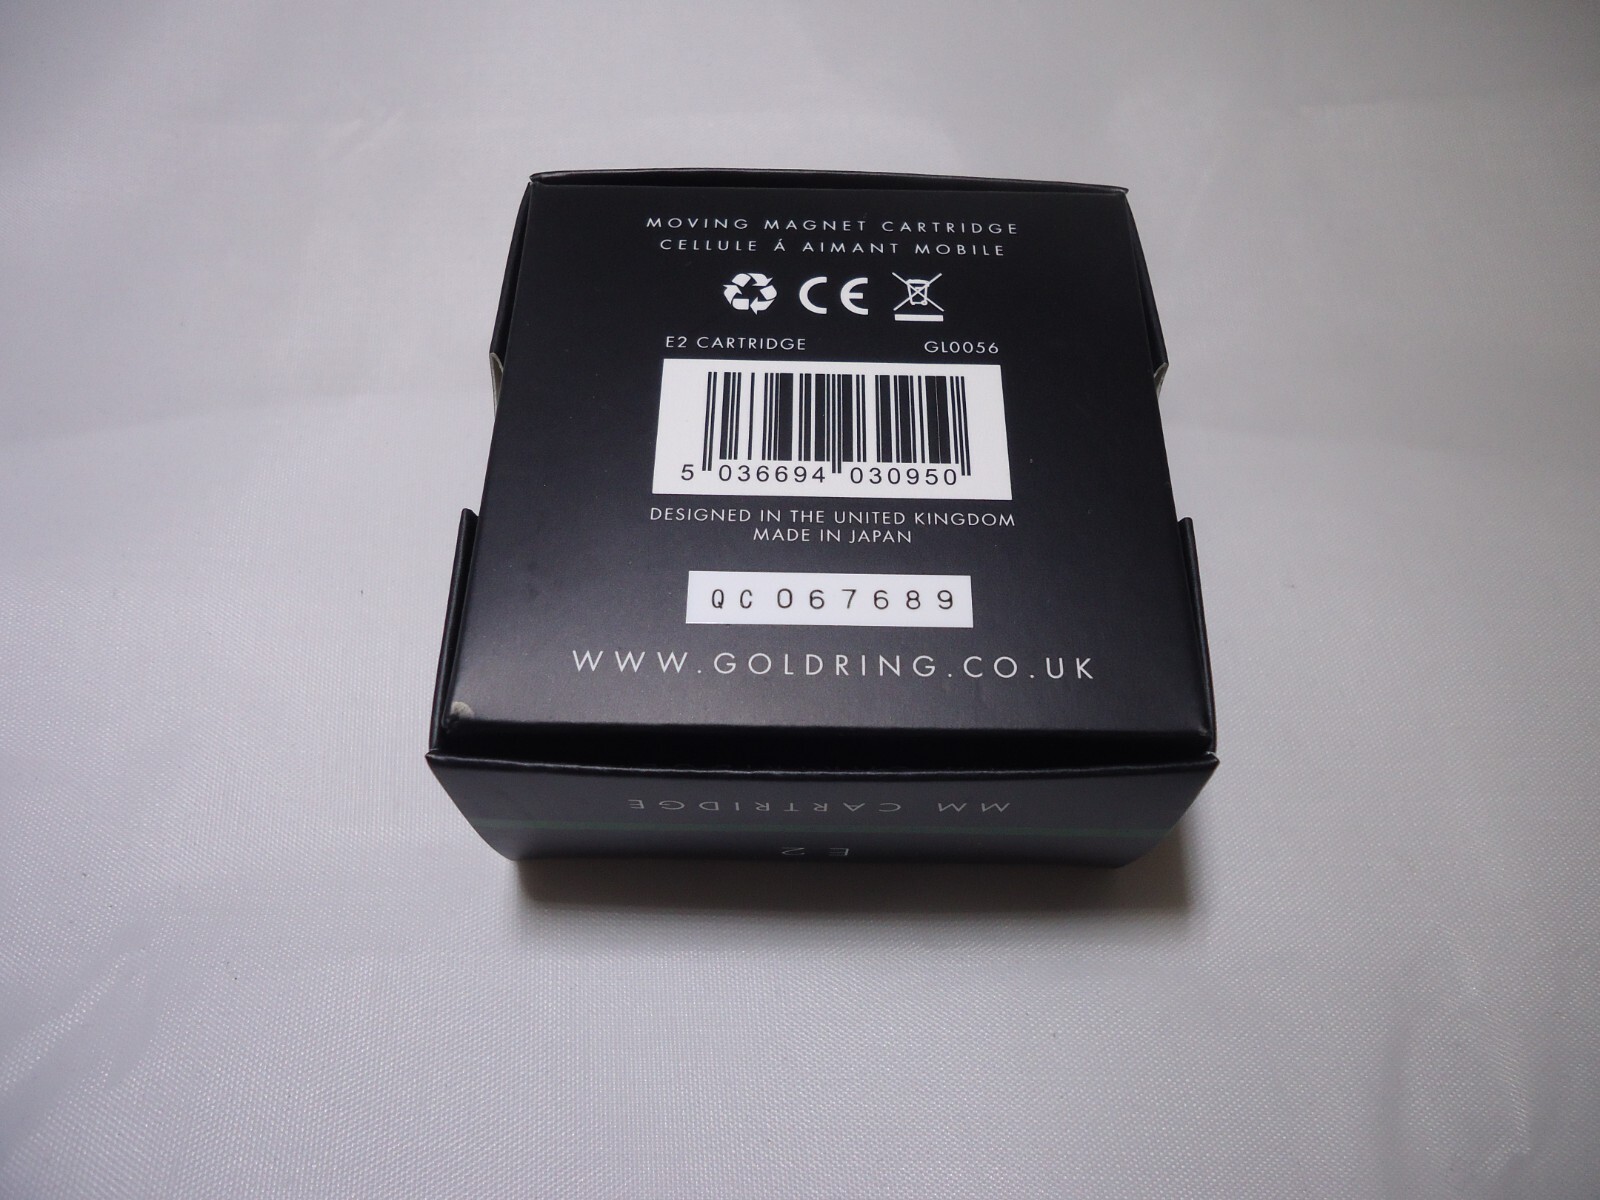 MOVING MAGNET CARTRIDGE
CELLULE Á AIMANT MOBILE
CE
E2 CARTRIDGE GL0056
5 036694 030950
DESIGNED IN THE UNITED KINGDOM
MADE IN JAPAN
QC 067689
WWW.GOLDRING.CO.UK
MM CARTRIDGE
E2